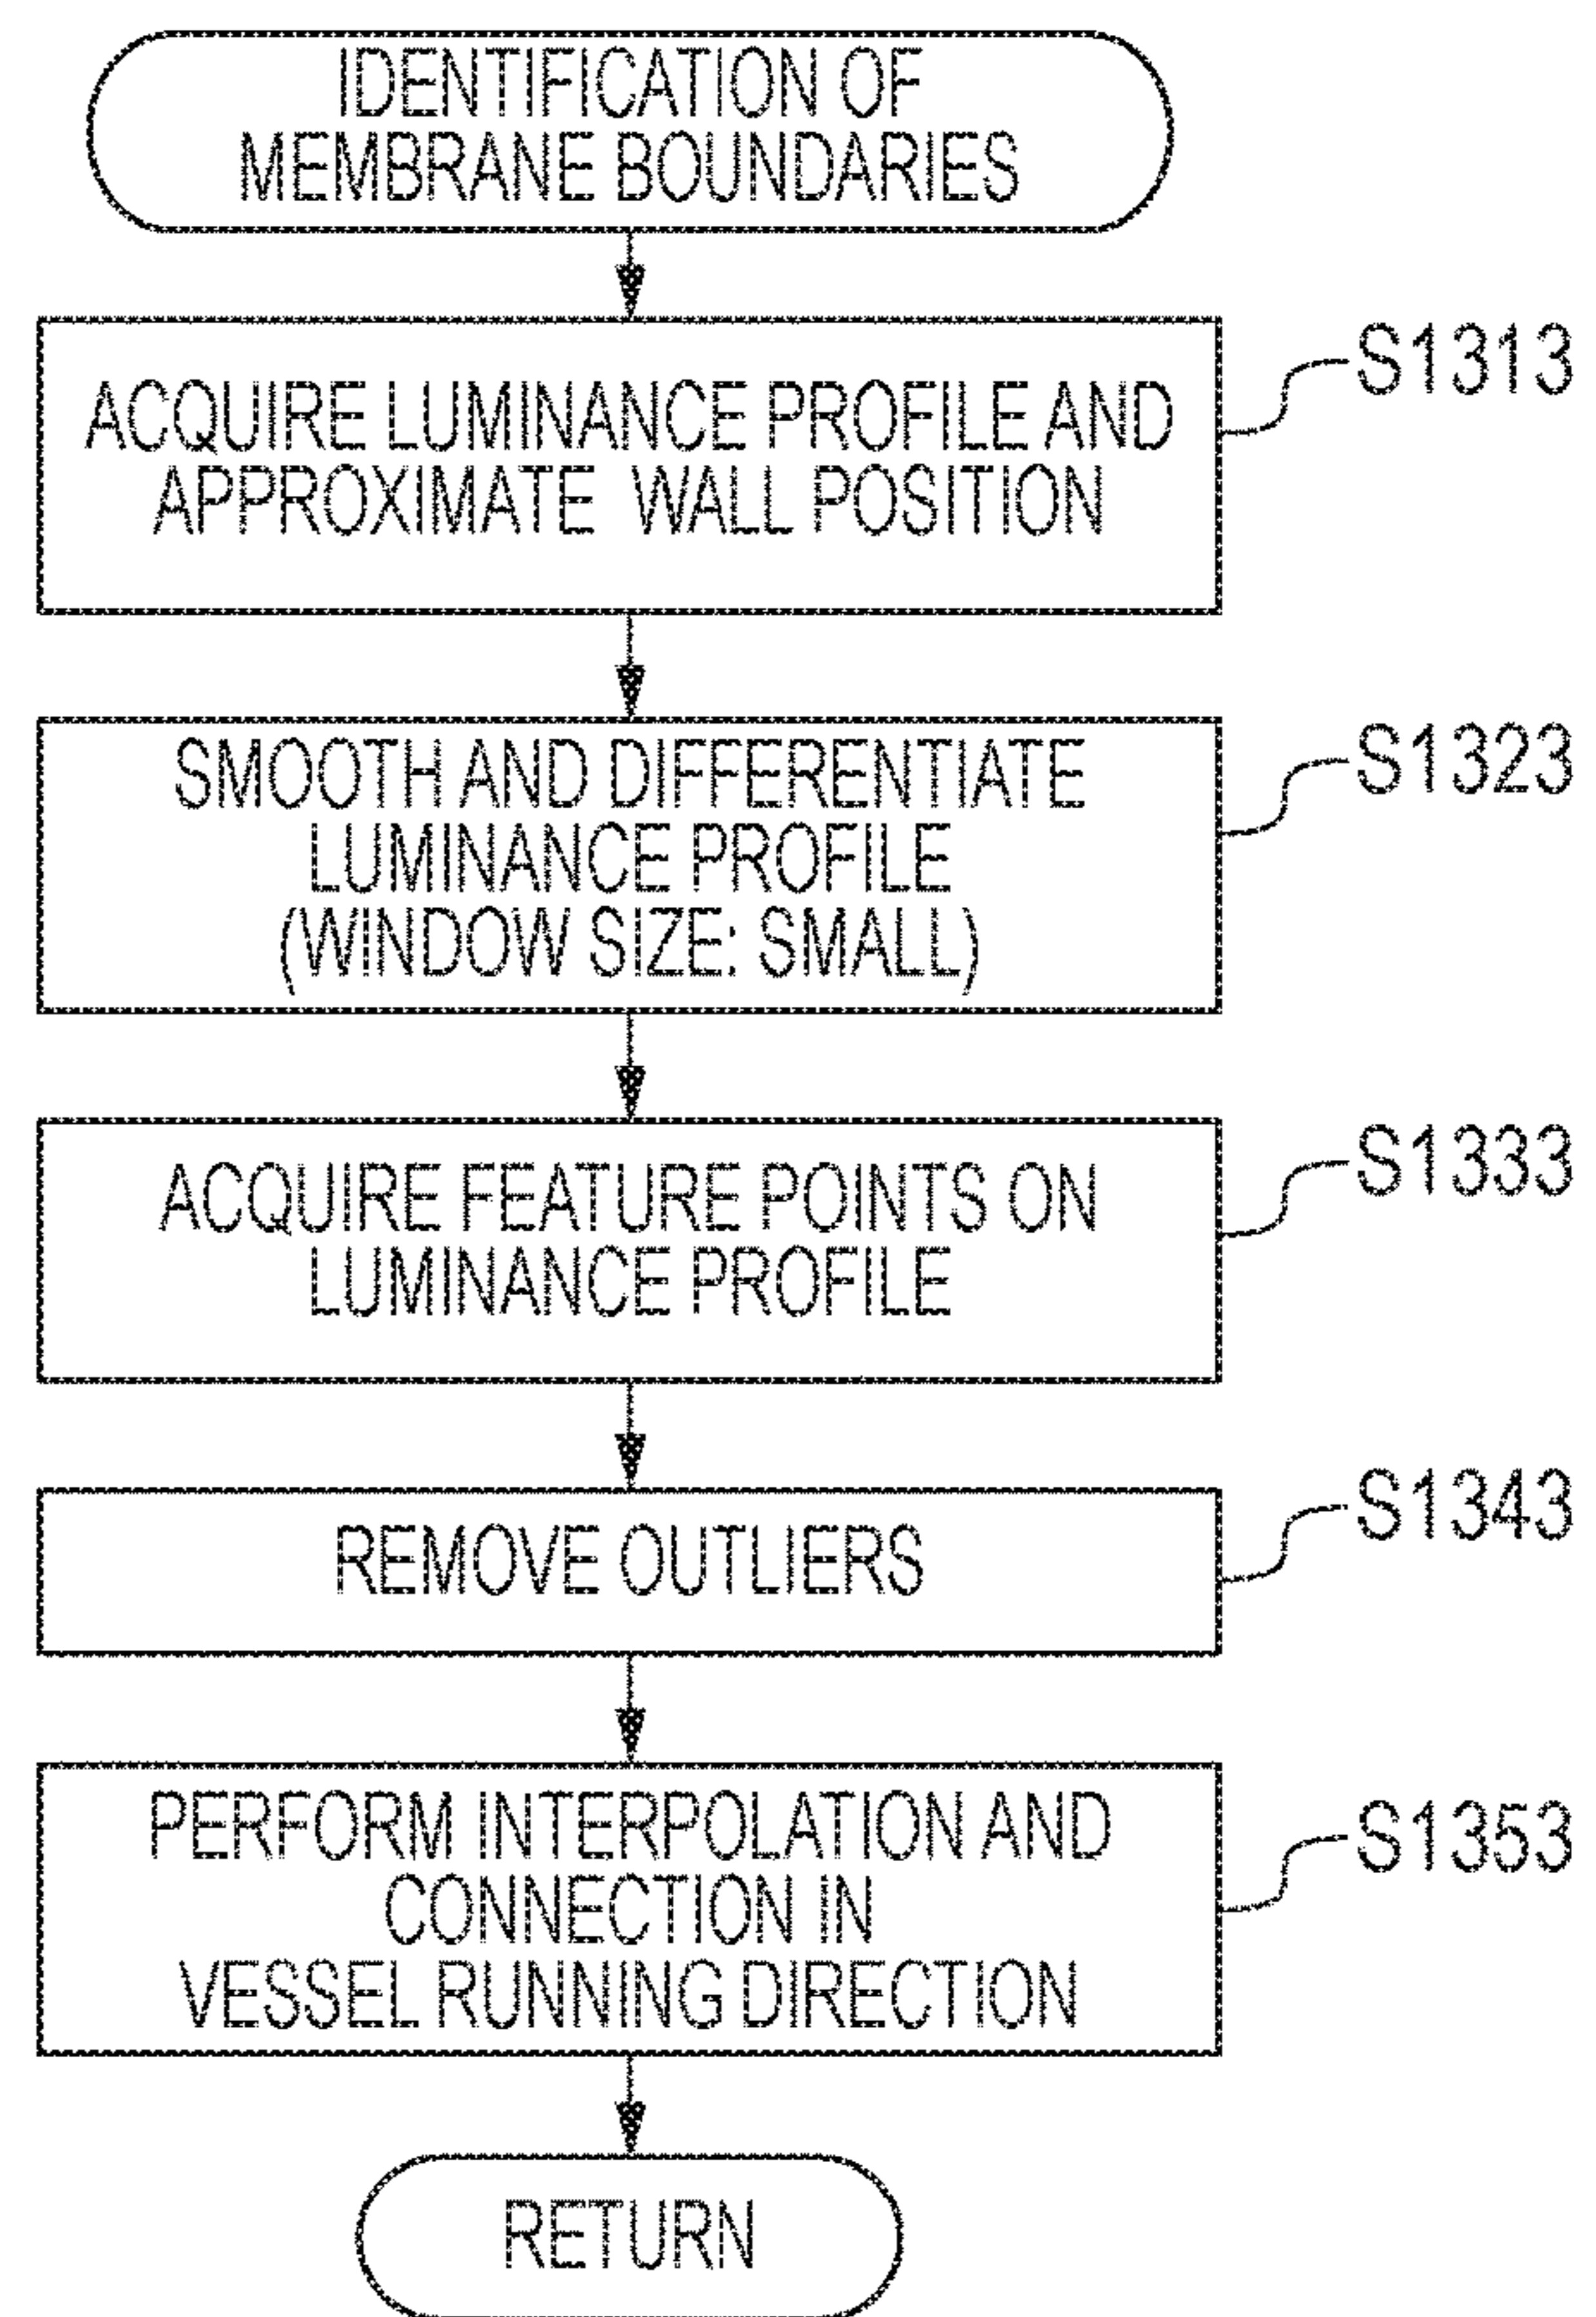 IDENTIFICATION OF
MEMBRANE BOUNDARIES
ACQUIRE LUMINANCE PROFILE AND
APPROXIMATE WALL POSITION
S1313
SMOOTH AND DIFFERENTIATE
LUMINANCE PROFILE
(WINDOW SIZE: SMALL)
S1323
ACQUIRE FEATURE POINTS ON
LUMINANCE PROFILE
S1333
REMOVE OUTLIERS
S1343
PERFORM INTERPOLATION AND
CONNECTION IN
VESSEL RUNNING DIRECTION
S1353
RETURN